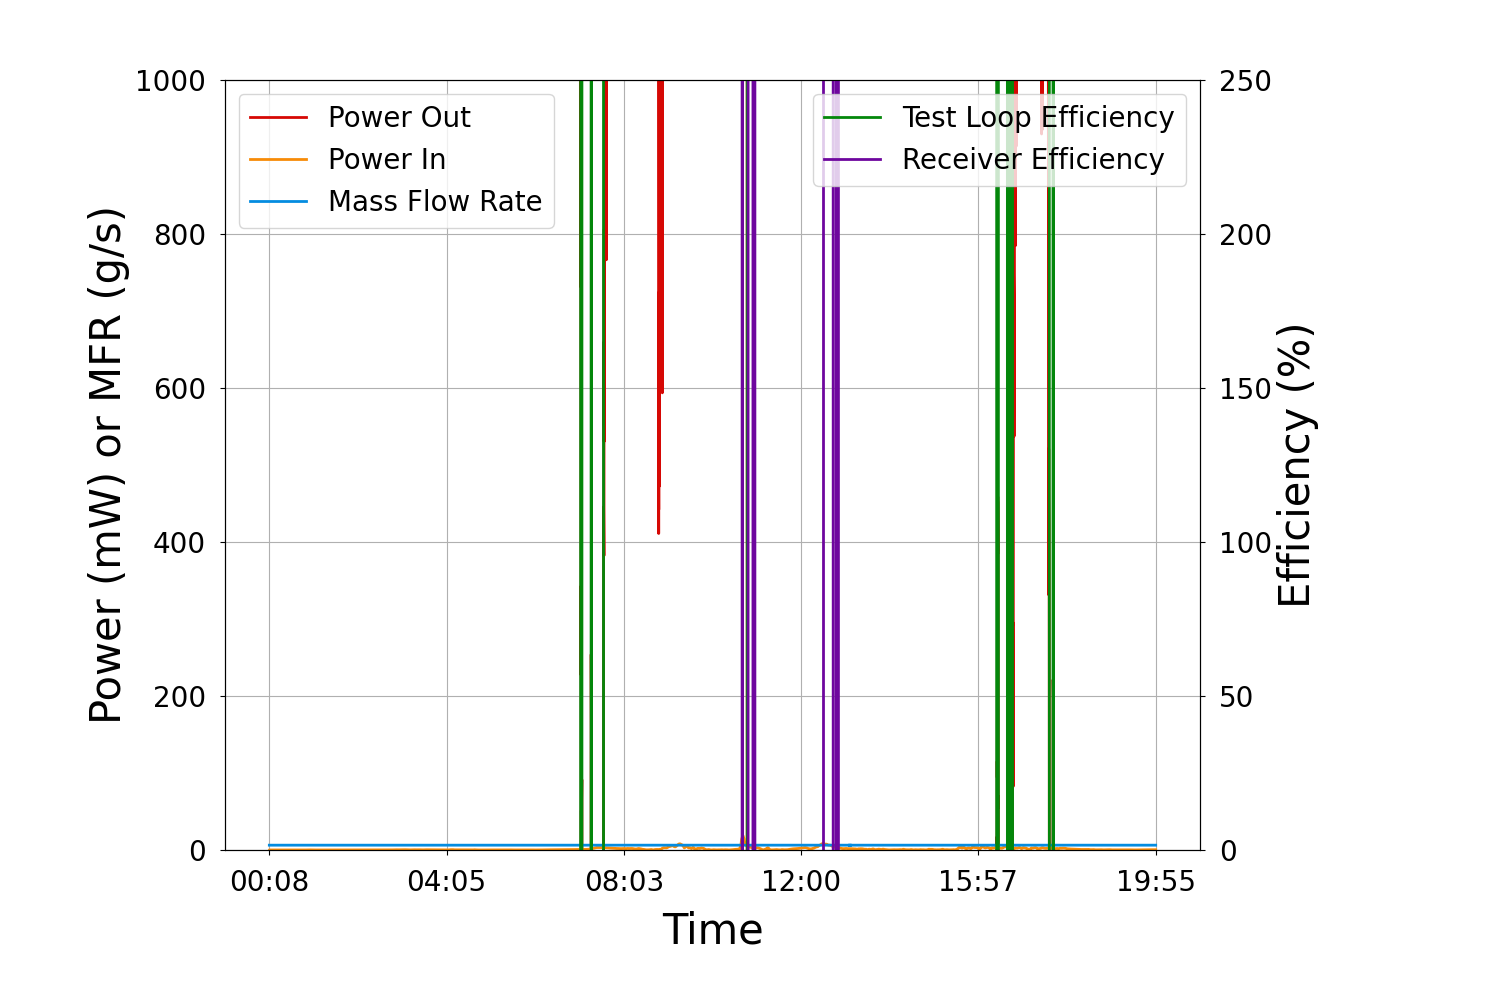 1000
800
600
400
200
0
Power (mW) or MFR (g/s)
Power Out
Power In
Mass Flow Rate
Test Loop Efficiency
Receiver Efficiency
250
200
150
100
50
0
Efficiency (%)
00:08 04:05 08:03 12:00 15:57 19:55
Time